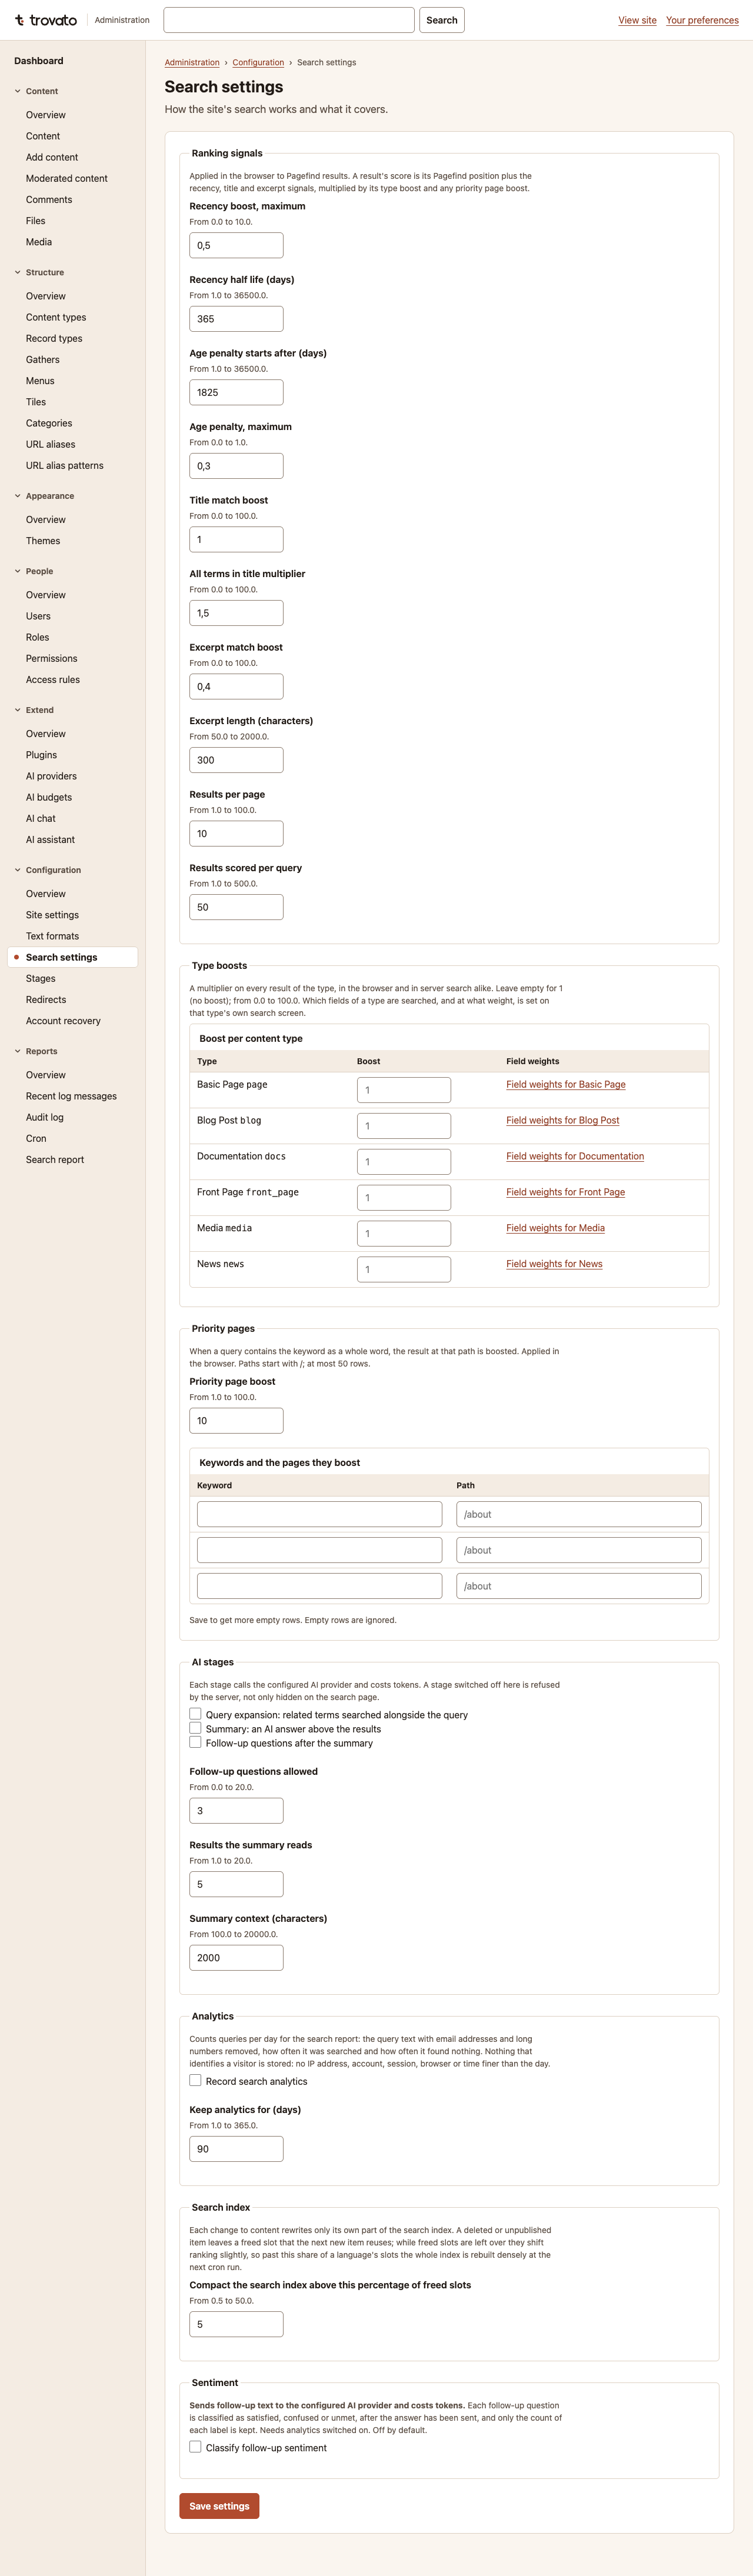 trovato
Administration
Search
View site
Your preferences
Dashboard
Content
Overview
Content
Add content
Moderated content
Comments
Files
Media
Structure
Overview
Content types
Record types
Gathers
Menus
Tiles
Categories
URL aliases
URL alias patterns
Appearance
Overview
Themes
People
Overview
Users
Roles
Permissions
Access rules
Extend
Overview
Plugins
AI providers
AI budgets
AI chat
AI assistant
Configuration
Overview
Site settings
Text formats
Search settings
Stages
Redirects
Account recovery
Reports
Overview
Recent log messages
Audit log
Cron
Search report
Administration › Configuration › Search settings
Search settings
How the site's search works and what it covers.
Ranking signals
Applied in the browser to Pagefind results. A result's score is its Pagefind position plus the
recency, title and excerpt signals, multiplied by its type boost and any priority page boost.
Recency boost, maximum
From 0.0 to 10.0.
0,5
Recency half life (days)
From 1.0 to 36500.0.
365
Age penalty starts after (days)
From 1.0 to 36500.0.
1825
Age penalty, maximum
From 0.0 to 1.0.
0,3
Title match boost
From 0.0 to 100.0.
1
All terms in title multiplier
From 0.0 to 100.0.
1,5
Excerpt match boost
From 0.0 to 100.0.
0,4
Excerpt length (characters)
From 50.0 to 2000.0.
300
Results per page
From 1.0 to 100.0.
10
Results scored per query
From 1.0 to 500.0.
50
Type boosts
A multiplier on every result of the type, in the browser and in server search alike. Leave empty for 1
(no boost); from 0.0 to 100.0. Which fields of a type are searched, and at what weight, is set on
that type's own search screen.
Boost per content type
Type Boost Field weights
Basic Page page 1 Field weights for Basic Page
Blog Post blog 1 Field weights for Blog Post
Documentation docs 1 Field weights for Documentation
Front Page front_page 1 Field weights for Front Page
Media media 1 Field weights for Media
News news 1 Field weights for News
Priority pages
When a query contains the keyword as a whole word, the result at that path is boosted. Applied in
the browser. Paths start with /; at most 50 rows.
Priority page boost
From 1.0 to 100.0.
10
Keywords and the pages they boost
Keyword Path
/about
/about
/about
Save to get more empty rows. Empty rows are ignored.
AI stages
Each stage calls the configured AI provider and costs tokens. A stage switched off here is refused
by the server, not only hidden on the search page.
Query expansion: related terms searched alongside the query
Summary: an AI answer above the results
Follow-up questions after the summary
Follow-up questions allowed
From 0.0 to 20.0.
3
Results the summary reads
From 1.0 to 20.0.
5
Summary context (characters)
From 100.0 to 20000.0.
2000
Analytics
Counts queries per day for the search report: the query text with email addresses and long
numbers removed, how often it was searched and how often it found nothing. Nothing that
identifies a visitor is stored: no IP address, account, session, browser or time finer than the day.
Record search analytics
Keep analytics for (days)
From 1.0 to 365.0.
90
Search index
Each change to content rewrites only its own part of the search index. A deleted or unpublished
item leaves a freed slot that the next new item reuses; while freed slots are left over they shift
ranking slightly, so past this share of a language's slots the whole index is rebuilt densely at the
next cron run.
Compact the search index above this percentage of freed slots
From 0.5 to 50.0.
5
Sentiment
Sends follow-up text to the configured AI provider and costs tokens. Each follow-up question
is classified as satisfied, confused or unmet, after the answer has been sent, and only the count of
each label is kept. Needs analytics switched on. Off by default.
Classify follow-up sentiment
Save settings